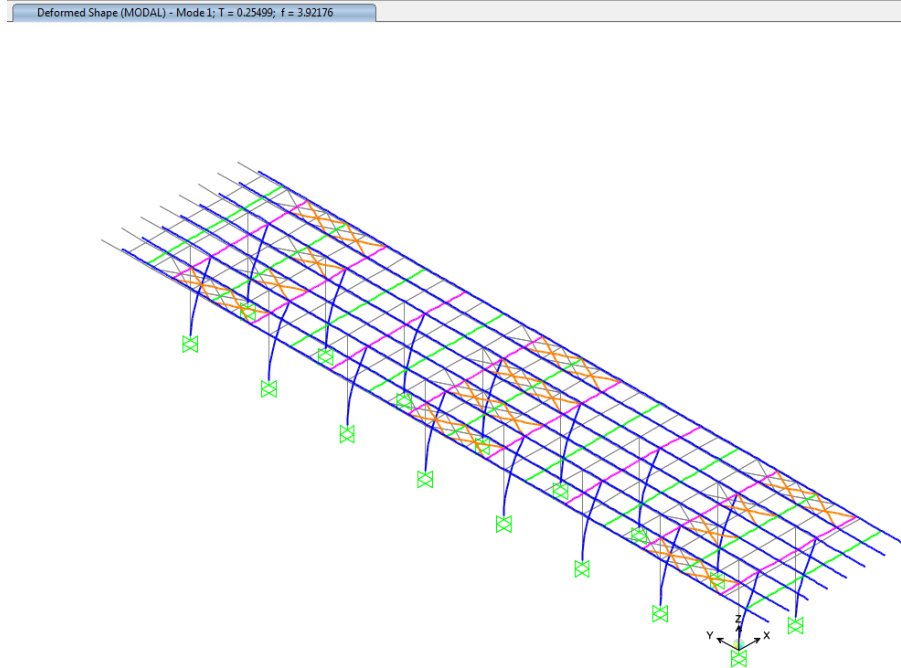 Deformed Shape (MODAL) - Mode 1; T = 0.25499; f = 3.92176
Z
Y
X